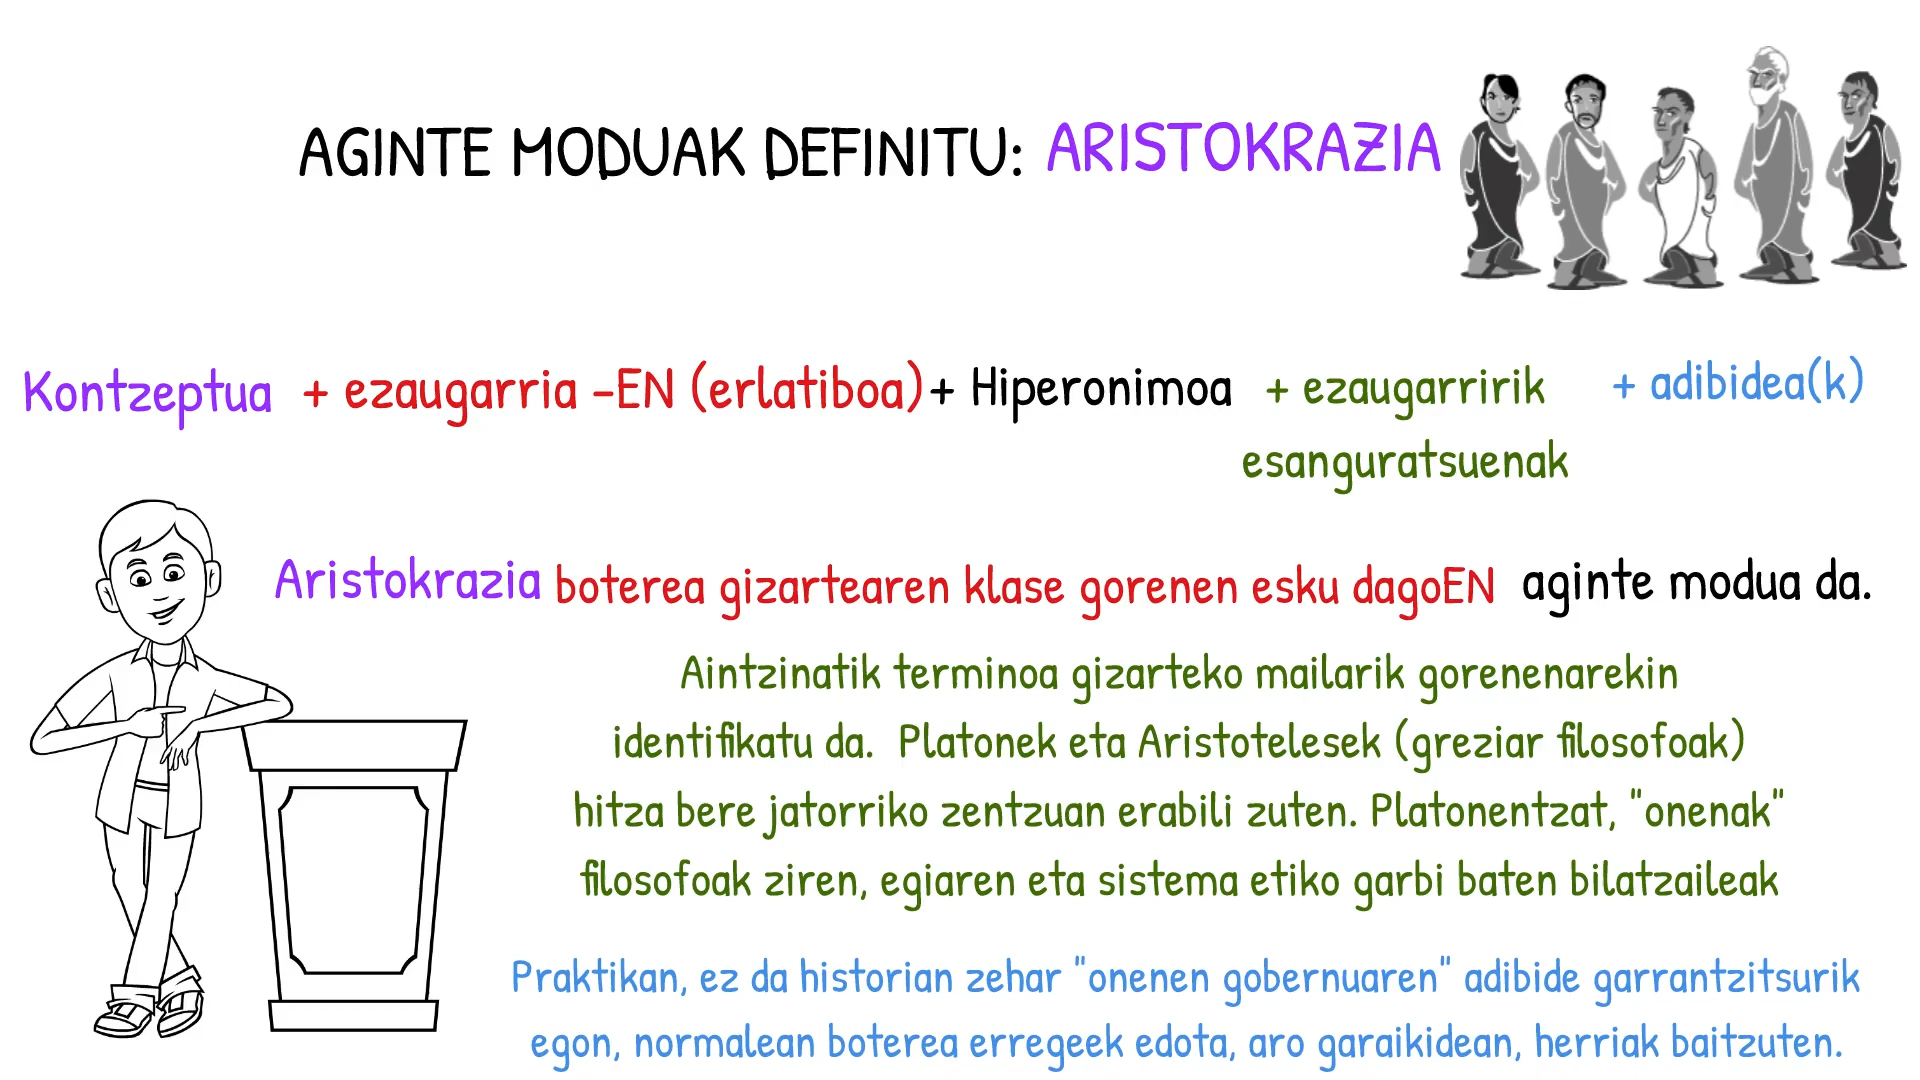 AGINTE MODUAK DEFINITU: ARISTOKRAZIA
Kontzeptua + ezaugarria -EN (erlatiboa) + Hiperonimoa + ezaugarririk esanguratsuenak + adibidea(k)
Aristokrazia boterea gizartearen klase gorenen esku dagoEN aginte modua da.
Aintzinatik terminoa gizarteko mailarik gorenenarekin
identifikatu da. Platonek eta Aristotelesek (greziar filosofoak)
hitza bere jatorriko zentzuan erabili zuten. Platonentzat, "onenak"
filosofoak ziren, egiaren eta sistema etiko garbi baten bilatzaileak
Praktikan, ez da historian zehar "onenen gobernuaren" adibide garrantzitsurik
egon, normalean boterea erregeek edota, aro garaikidean, herriak baitzuten.